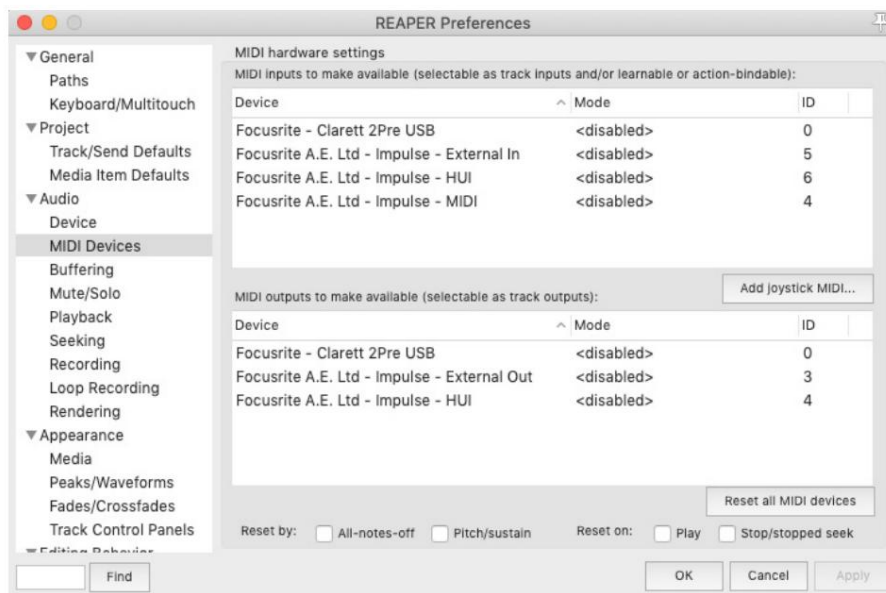 REAPER Preferences
General
Paths
Keyboard/Multitouch
Project
Track/Send Defaults
Media Item Defaults
Audio
Device
MIDI Devices
Buffering
Mute/Solo
Playback
Seeking
Recording
Loop Recording
Rendering
Appearance
Media
Peaks/Waveforms
Fades/Crossfades
Track Control Panels
Editing Behavior
Find
MIDI hardware settings
MIDI inputs to make available (selectable as track inputs and/or learnable or action-bindable):
Device Mode ID
Focusrite - Clarett 2Pre USB <disabled> 0
Focusrite A.E. Ltd - Impulse - External In <disabled> 5
Focusrite A.E. Ltd - Impulse - HUI <disabled> 6
Focusrite A.E. Ltd - Impulse - MIDI <disabled> 4
Add joystick MIDI...
MIDI outputs to make available (selectable as track outputs):
Device Mode ID
Focusrite - Clarett 2Pre USB <disabled> 0
Focusrite A.E. Ltd - Impulse - External Out <disabled> 3
Focusrite A.E. Ltd - Impulse - HUI <disabled> 4
Reset all MIDI devices
Reset by: All-notes-off Pitch/sustain Reset on: Play Stop/stopped seek
OK Cancel Apply